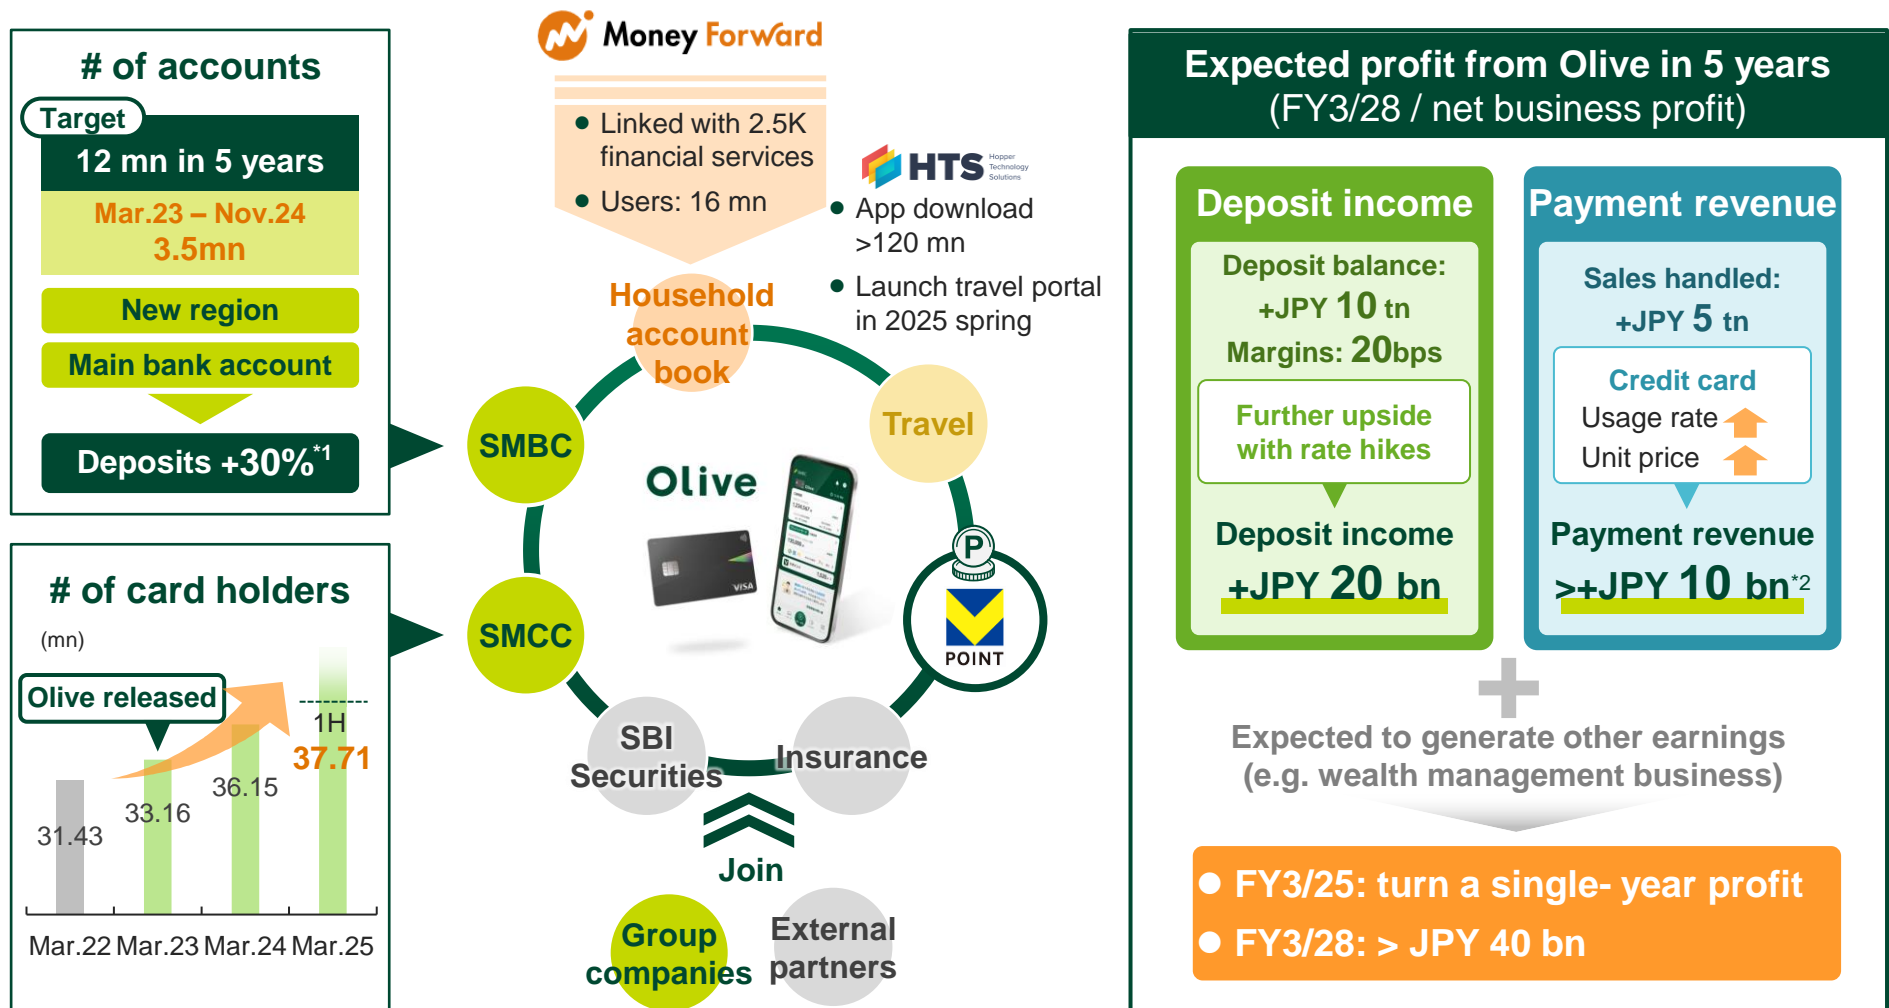 # of accounts
Target
12 mn in 5 years
Mar.23 – Nov.24
3.5mn
New region
Main bank account
Deposits +30%*1
# of card holders
(mn)
Olive released
1H
37.71
36.15
33.16
31.43
Mar.22 Mar.23 Mar.24 Mar.25
Money Forward
• Linked with 2.5K
financial services
• Users: 16 mn
HTS
Hopper
Technology
Solutions
• App download
>120 mn
• Launch travel portal
in 2025 spring
Household
account
book
Travel
SMBC
Olive
VISA
P
POINT
SMCC
SBI
Securities
Insurance
Join
Group
companies
External
partners
Expected profit from Olive in 5 years
(FY3/28 / net business profit)
Deposit income
Deposit balance:
+JPY 10 tn
Margins: 20bps
Further upside
with rate hikes
Deposit income
+JPY 20 bn
Payment revenue
Sales handled:
+JPY 5 tn
Credit card
Usage rate
Unit price
Payment revenue
>+JPY 10 bn*2
+
Expected to generate other earnings
(e.g. wealth management business)
• FY3/25: turn a single- year profit
• FY3/28: > JPY 40 bn